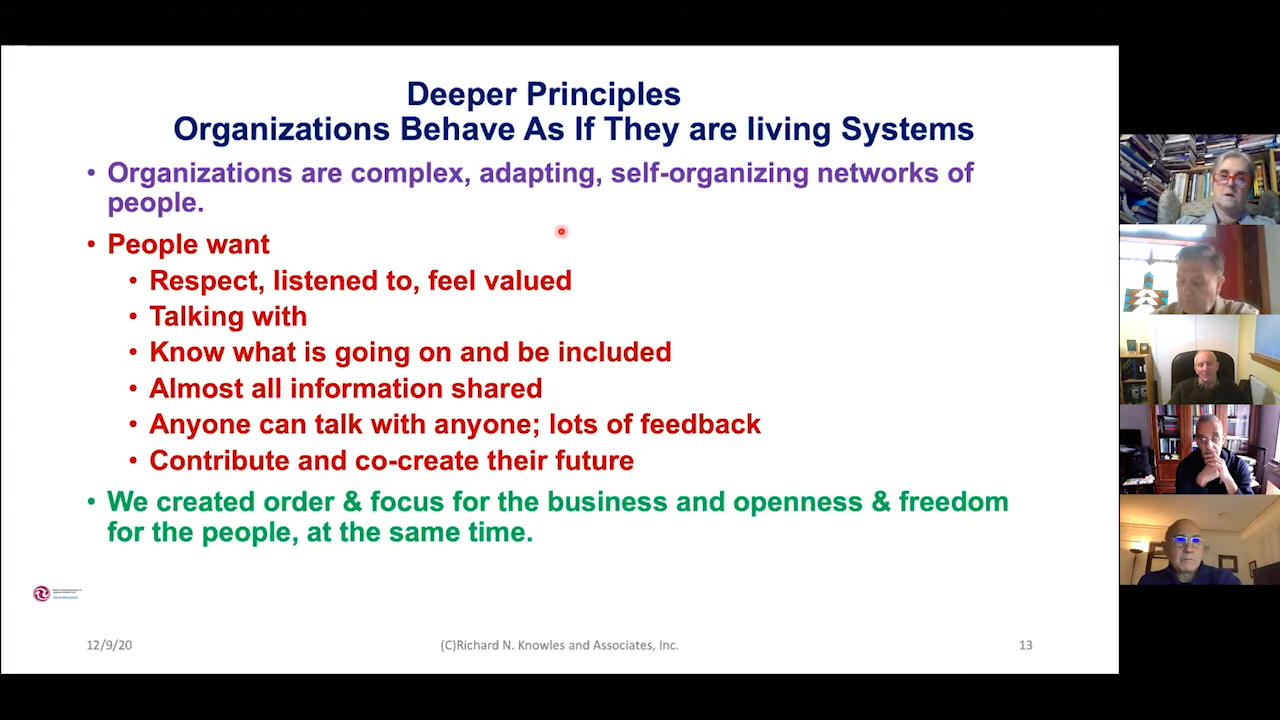 Deeper Principles
Organizations Behave As If They are living Systems
• Organizations are complex, adapting, self-organizing networks of
people.
• People want
• Respect, listened to, feel valued
• Talking with
• Know what is going on and be included
• Almost all information shared
• Anyone can talk with anyone; lots of feedback
• Contribute and co-create their future
• We created order & focus for the business and openness & freedom
for the people, at the same time.
12/9/20
(C)Richard N. Knowles and Associates, Inc.
13